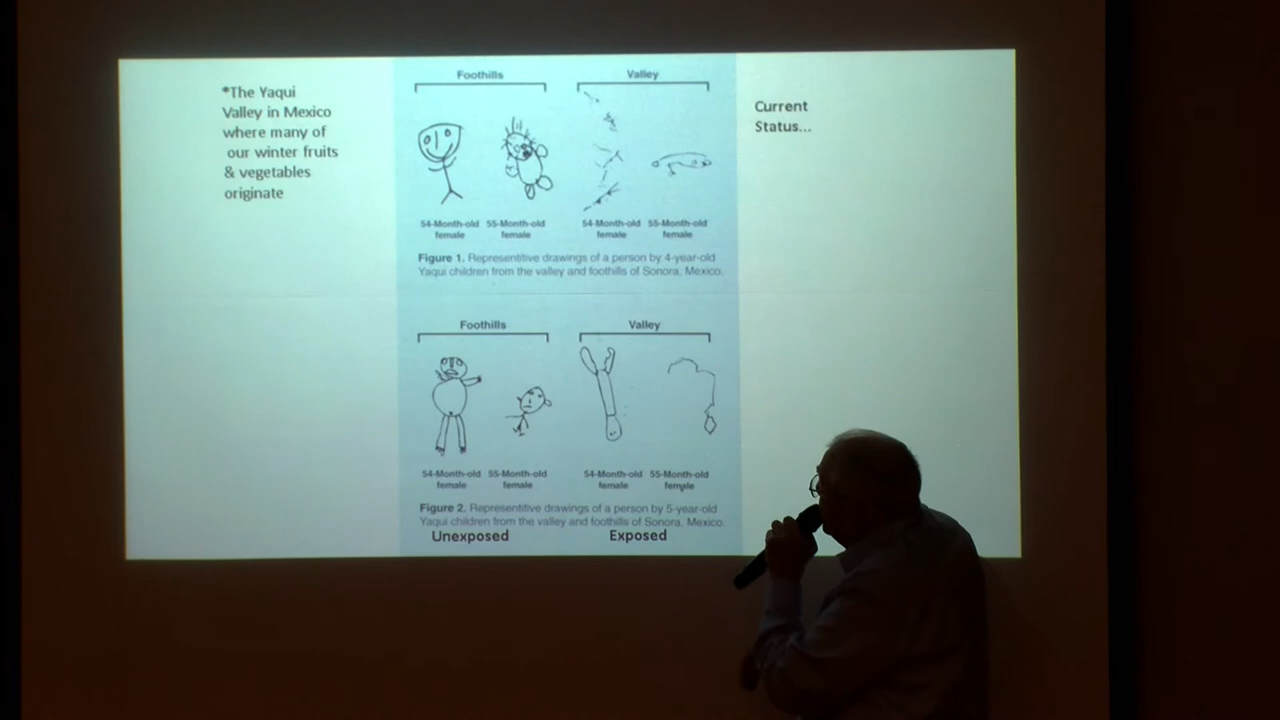 *The Yaqui
Valley in Mexico
where many of
our winter fruits
& vegetables
originate
Foothills
Valley
54-Month-old
female
55-Month-old
female
54-Month-old
female
55-Month-old
female
Figure 1. Representitive drawings of a person by 4-year-old
Yaqui children from the valley and foothills of Sonora, Mexico.
Foothills
Valley
54-Month-old
female
55-Month-old
female
54-Month-old
female
55-Month-old
female
Figure 2. Representitive drawings of a person by 5-year-old
Yaqui children from the valley and foothills of Sonora, Mexico.
Unexposed
Exposed
Current
Status...